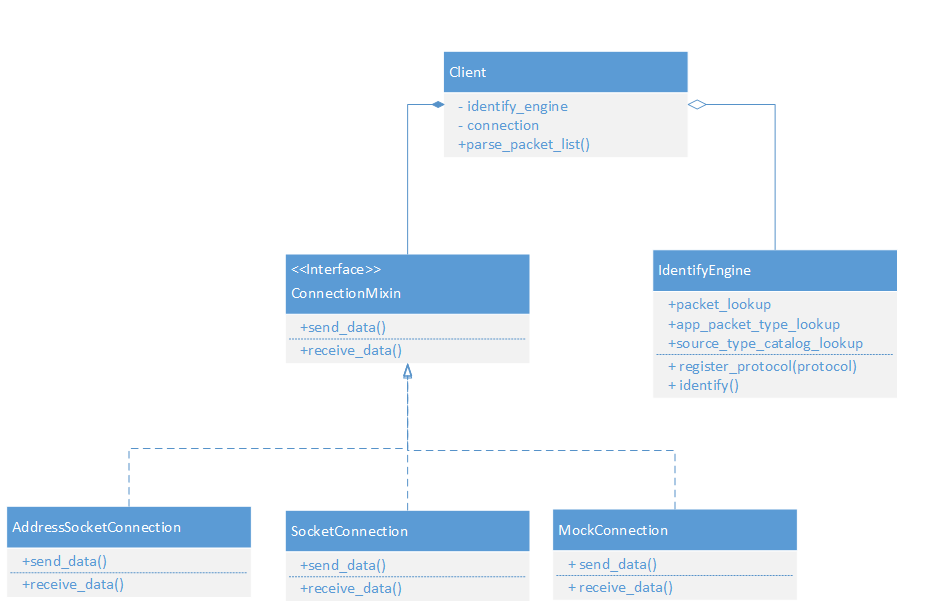 Client
- identify_engine
- connection
+parse_packet_list()
<<Interface>>
ConnectionMixin
+send_data()
+receive_data()
IdentifyEngine
+packet_lookup
+app_packet_type_lookup
+source_type_catalog_lookup
+ register_protocol(protocol)
+ identify()
AddressSocketConnection
+send_data()
+receive_data()
SocketConnection
+send_data()
+receive_data()
MockConnection
+ send_data()
+ receive_data()